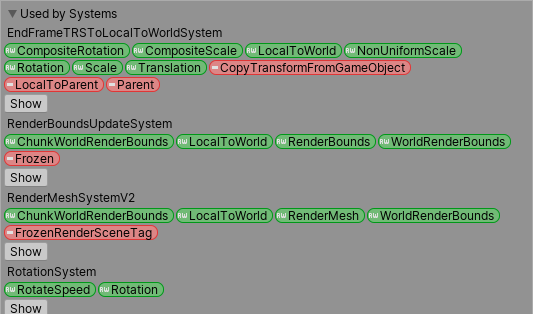 Used by Systems
EndFrameTRSToLocalToWorldSystem
RW CompositeRotation RW CompositeScale RW LocalToWorld RW NonUniformScale
RW Rotation RW Scale RW Translation CopyTransformFromGameObject
LocalToParent Parent
Show
RenderBoundsUpdateSystem
RW ChunkWorldRenderBounds RW LocalToWorld RW RenderBounds RW WorldRenderBounds
Frozen
Show
RenderMeshSystemV2
RW ChunkWorldRenderBounds RW LocalToWorld RW RenderMesh RW WorldRenderBounds
FrozenRenderSceneTag
Show
RotationSystem
RW RotateSpeed RW Rotation
Show